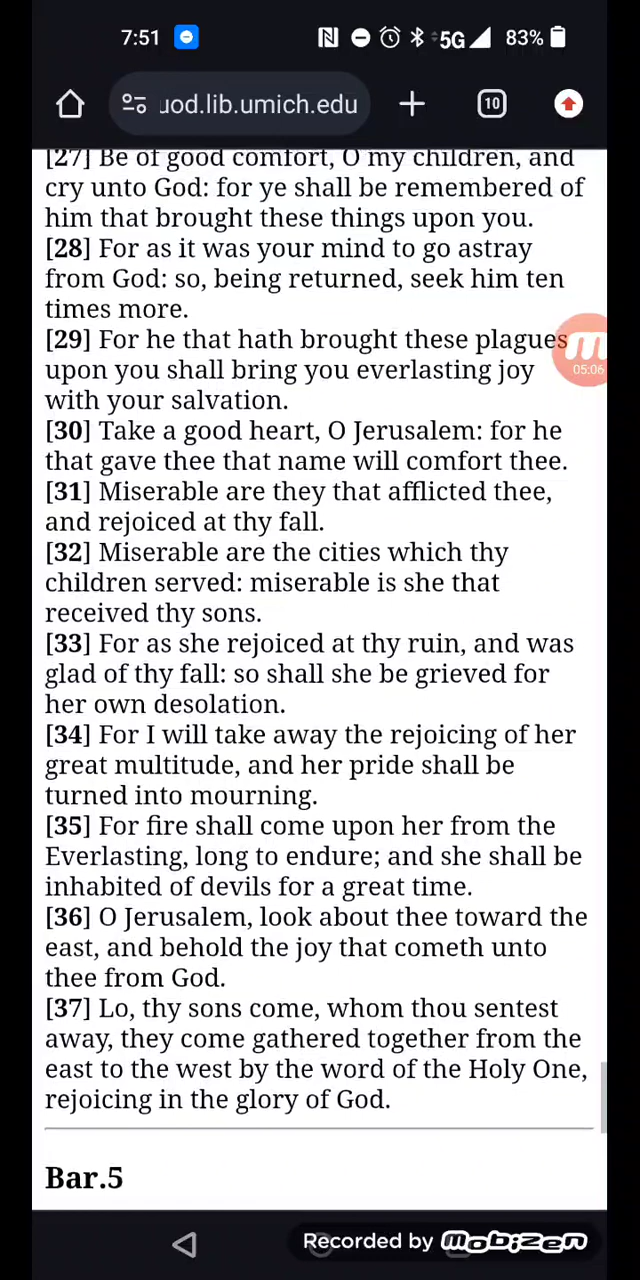 7:51 5G 83%
uod.lib.umich.edu 10
[27] Be of good comfort, O my children, and
cry unto God: for ye shall be remembered of
him that brought these things upon you.
[28] For as it was your mind to go astray
from God: so, being returned, seek him ten
times more.
[29] For he that hath brought these plagues
upon you shall bring you everlasting joy
with your salvation.
05:06
[30] Take a good heart, O Jerusalem: for he
that gave thee that name will comfort thee.
[31] Miserable are they that afflicted thee,
and rejoiced at thy fall.
[32] Miserable are the cities which thy
children served: miserable is she that
received thy sons.
[33] For as she rejoiced at thy ruin, and was
glad of thy fall: so shall she be grieved for
her own desolation.
[34] For I will take away the rejoicing of her
great multitude, and her pride shall be
turned into mourning.
[35] For fire shall come upon her from the
Everlasting, long to endure; and she shall be
inhabited of devils for a great time.
[36] O Jerusalem, look about thee toward the
east, and behold the joy that cometh unto
thee from God.
[37] Lo, thy sons come, whom thou sentest
away, they come gathered together from the
east to the west by the word of the Holy One,
rejoicing in the glory of God.
Bar.5
Recorded by mobizen